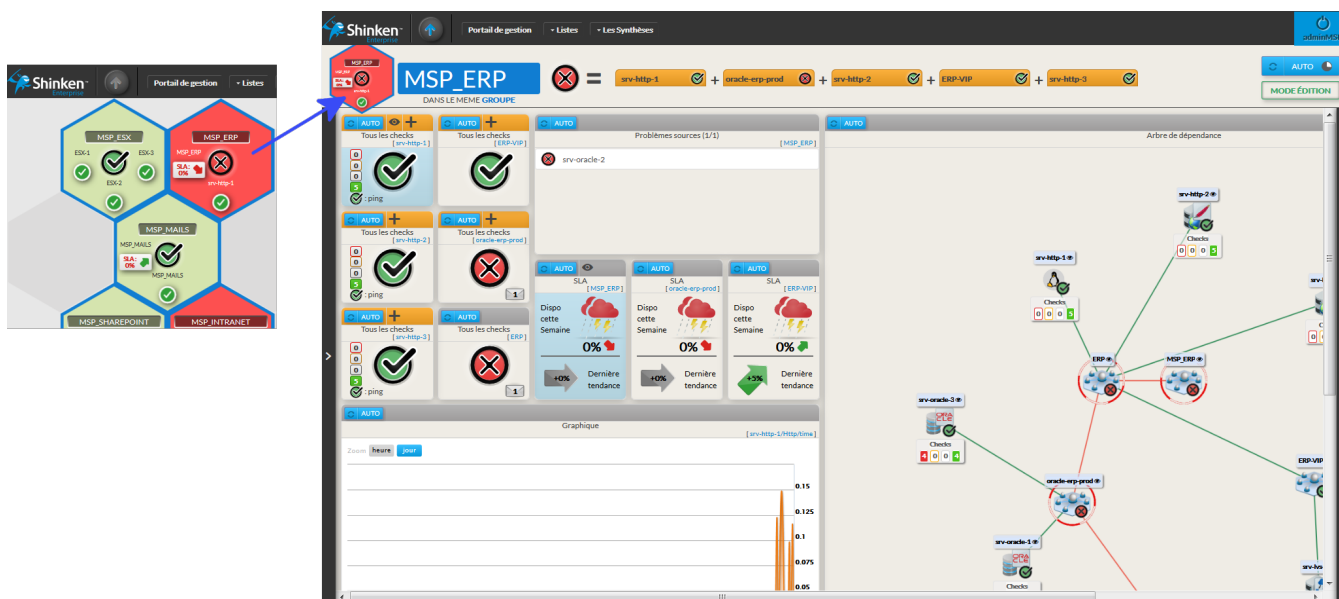 Shinken
Enterprise
Portail de gestion
Listes
MSP_ESX
ESX-1
ESX-3
ESX-2
MSP_ERP
MSP_ERP
SLA:
0%
srv-http-1
MSP_MAILS
MSP_MAILS
SLA:
0%
MSP_MAILS
MSP_SHAREPOINT
MSP_INTRANET
Shinken
Enterprise
Portail de gestion
Listes
Les Synthèses
adminMSP
MSP_ERP
MSP_ERP
SLA:
0%
srv-http-1
MSP_ERP
DANS LE MEME GROUPE
= srv-http-1 + oracle-erp-prod + srv-http-2 + ERP-VIP + srv-http-3
AUTO
MODE ÉDITION
AUTO
Tous les checks
[ srv-http-1 ]
0
0
0
5
: ping
AUTO
Tous les checks
[ ERP-VIP ]
AUTO
Tous les checks
[ srv-http-2 ]
0
0
0
5
: ping
AUTO
Tous les checks
[ oracle-erp-prod ]
1
AUTO
Tous les checks
[ srv-http-3 ]
0
0
0
5
: ping
AUTO
Tous les checks
[ ERP ]
1
AUTO
Problèmes sources (1/1)
[ MSP_ERP ]
srv-oracle-2
AUTO
SLA
[ MSP_ERP ]
Dispo
cette
Semaine
0%
+0%
Dernière
tendance
AUTO
SLA
[ oracle-erp-prod ]
Dispo
cette
Semaine
0%
+0%
Dernière
tendance
AUTO
SLA
[ ERP-VIP ]
Dispo
cette
Semaine
0%
+5%
Dernière
tendance
AUTO
Graphique
[ srv-http-1/Http/time ]
Zoom heure jour
0.15
0.125
0.1
0.075
0.05
AUTO
Arbre de dépendance
srv-http-2
Checks
0 0 0 5
srv-http-1
Checks
0 0 0 5
ERP
MSP_ERP
srv-oracle-3
ORACLE
Checks
4 0 0 4
ERP-VIP
oracle-erp-prod
srv-oracle-1
ORACLE
Checks
srv-lvs